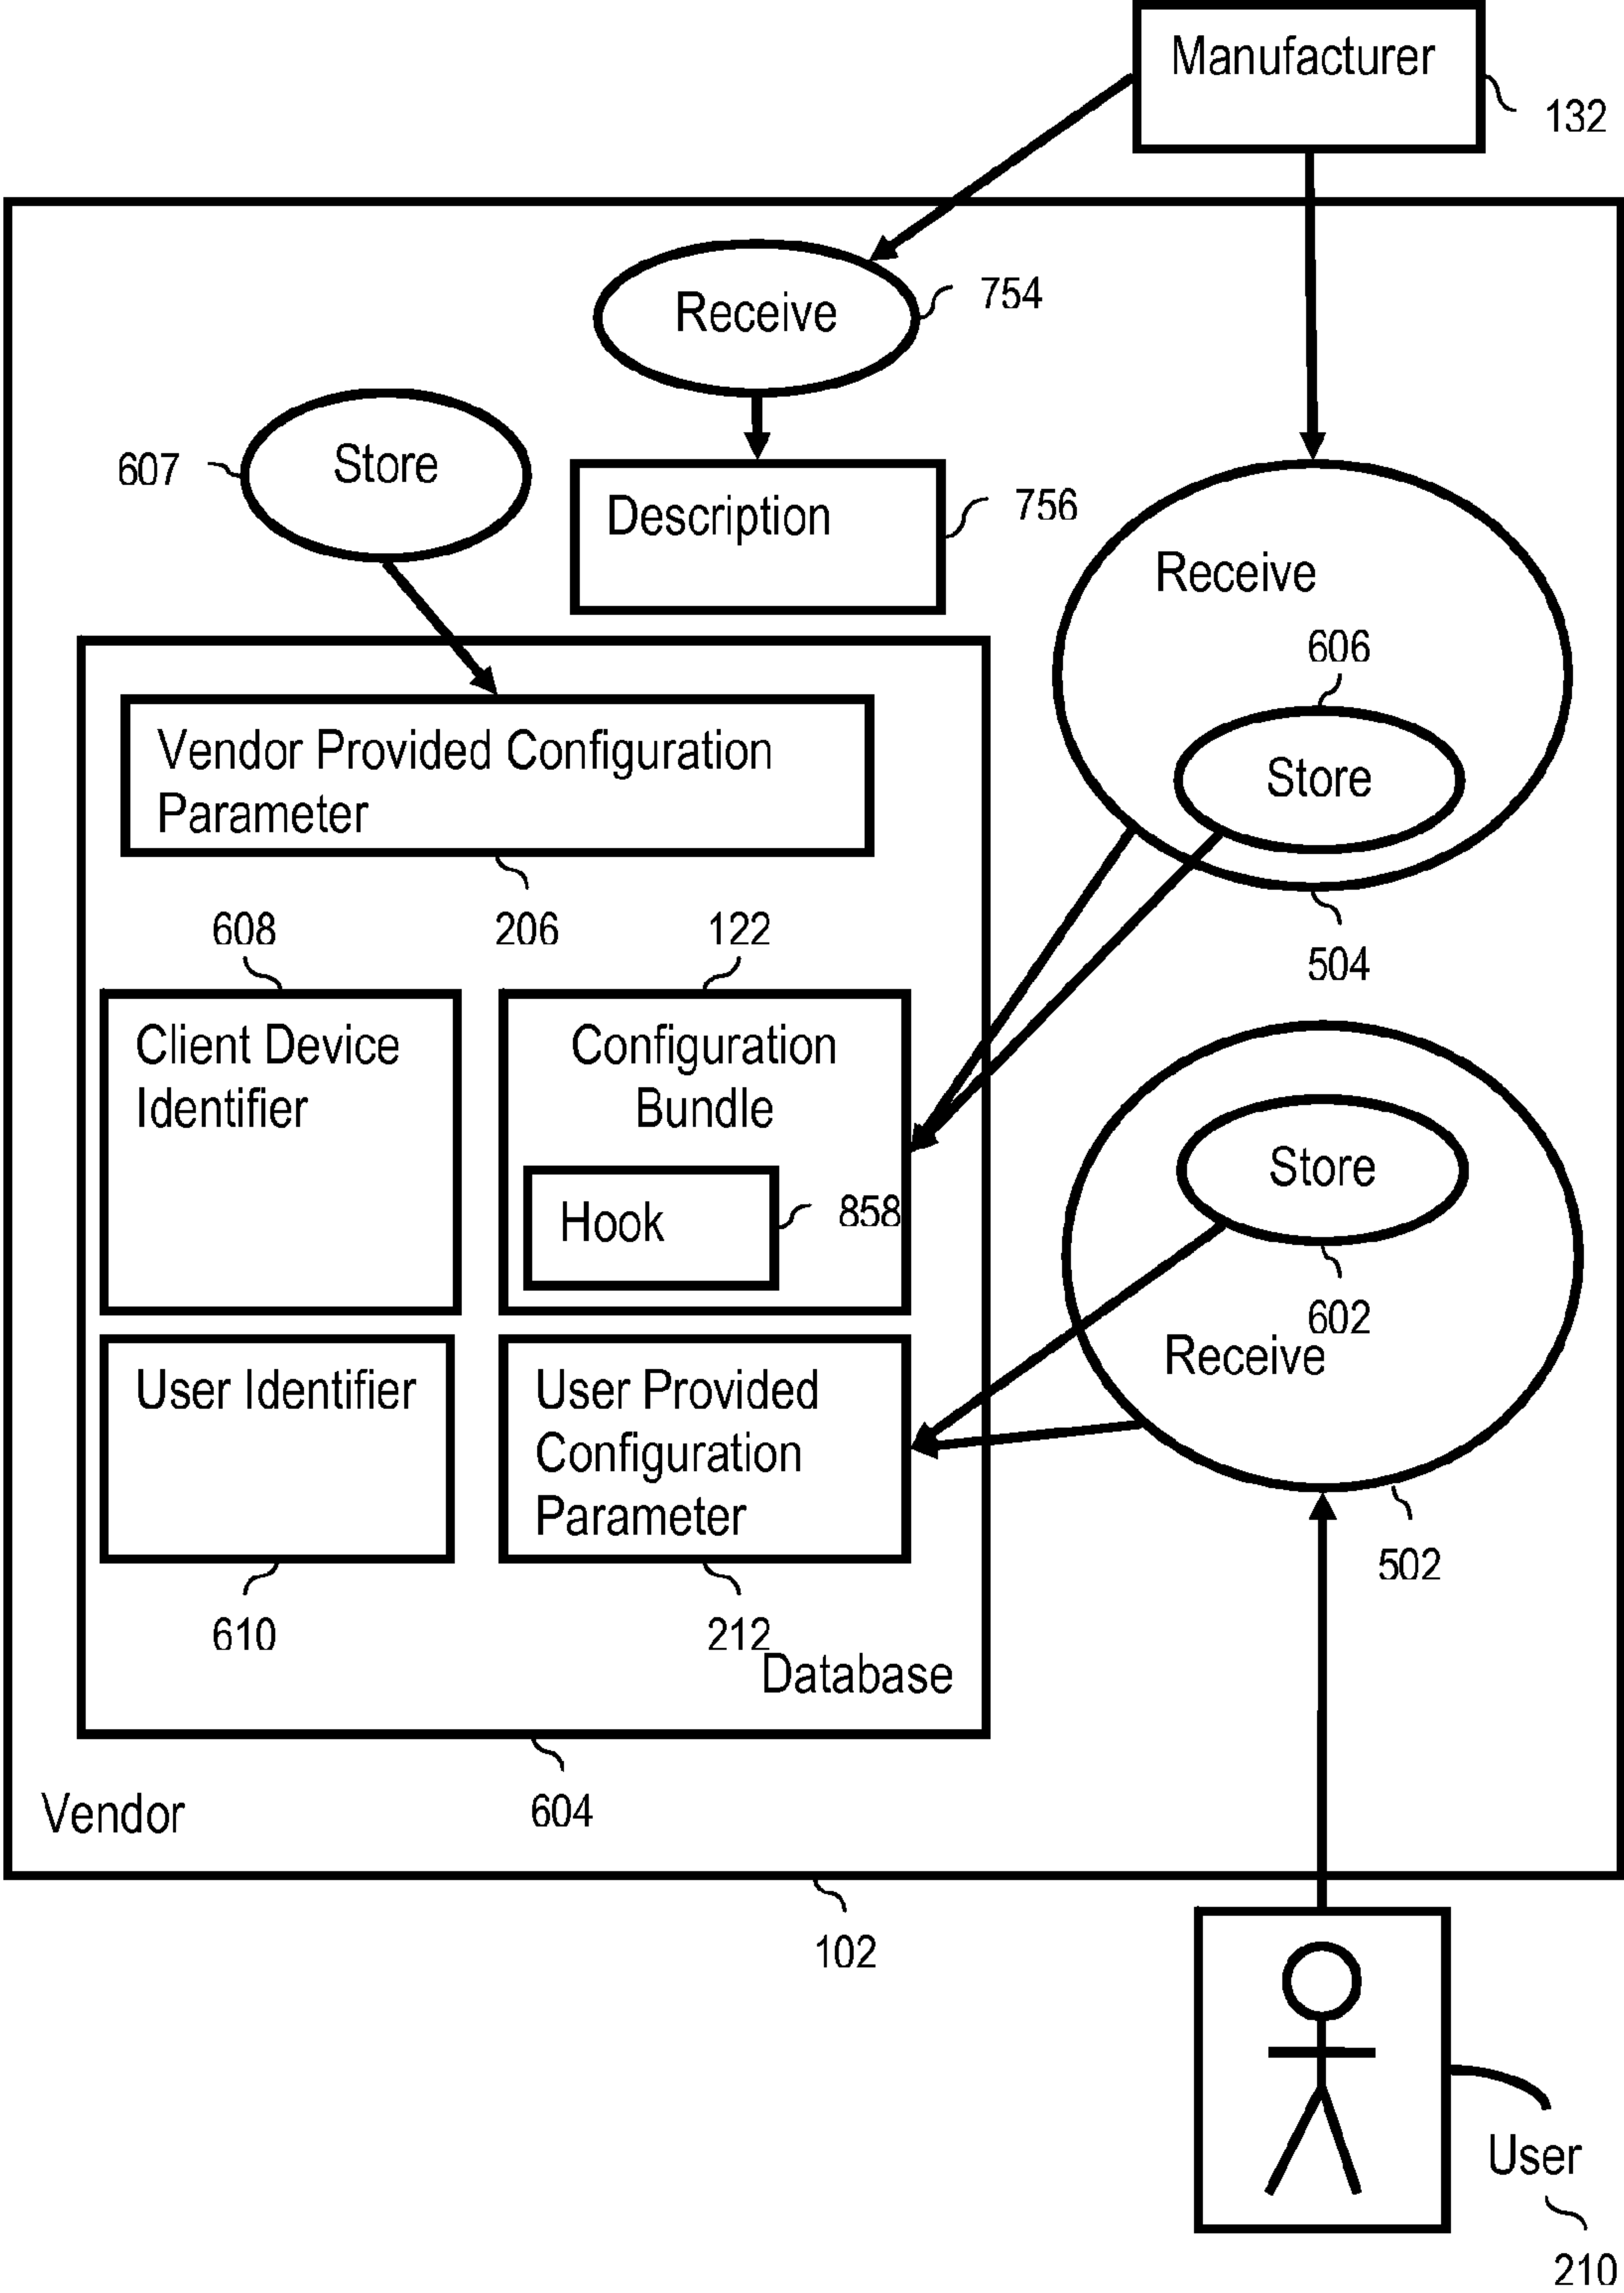 Manufacturer
132
Receive
754
Store
607
Description
756
Receive
606
Store
504
Vendor Provided Configuration
Parameter
206
608
122
Client Device
Identifier
Configuration
Bundle
Hook
858
Store
602
Receive
502
User Identifier
610
User Provided
Configuration
Parameter
212
Database
604
Vendor
102
User
210